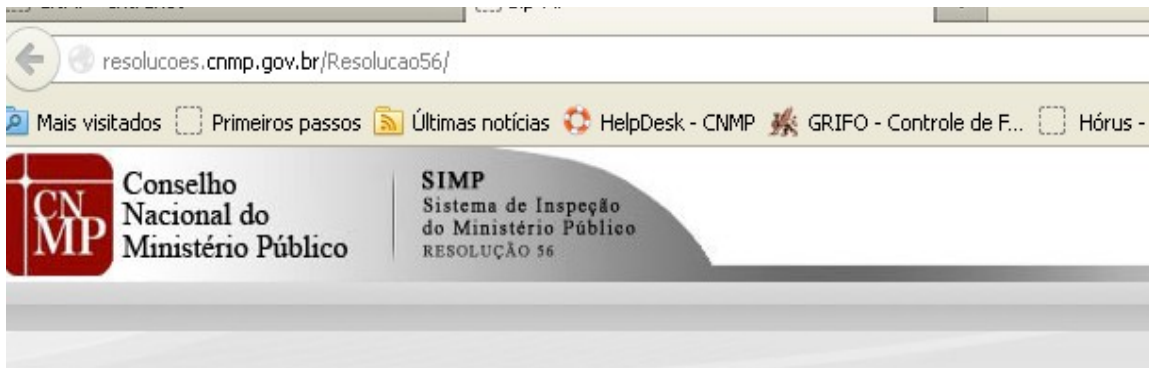 resolucoes.cnmp.gov.br/Resolucao56/
Mais visitados Primeiros passos Últimas notícias HelpDesk - CNMP GRIFO - Controle de F... Hórus -
CN
MP
Conselho
Nacional do
Ministério Público
SIMP
Sistema de Inspeção
do Ministério Público
RESOLUÇÃO 56